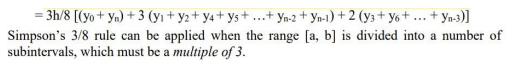 = 3h/8 [(y₀ + yₙ) + 3 (y₁ + y₂ + y₄ + y₅ + …+ yₙ₋₂ + yₙ₋₁) + 2 (y₃ + y₆ + … + yₙ₋₃)]
Simpson’s 3/8 rule can be applied when the range [a, b] is divided into a number of
subintervals, which must be a multiple of 3.